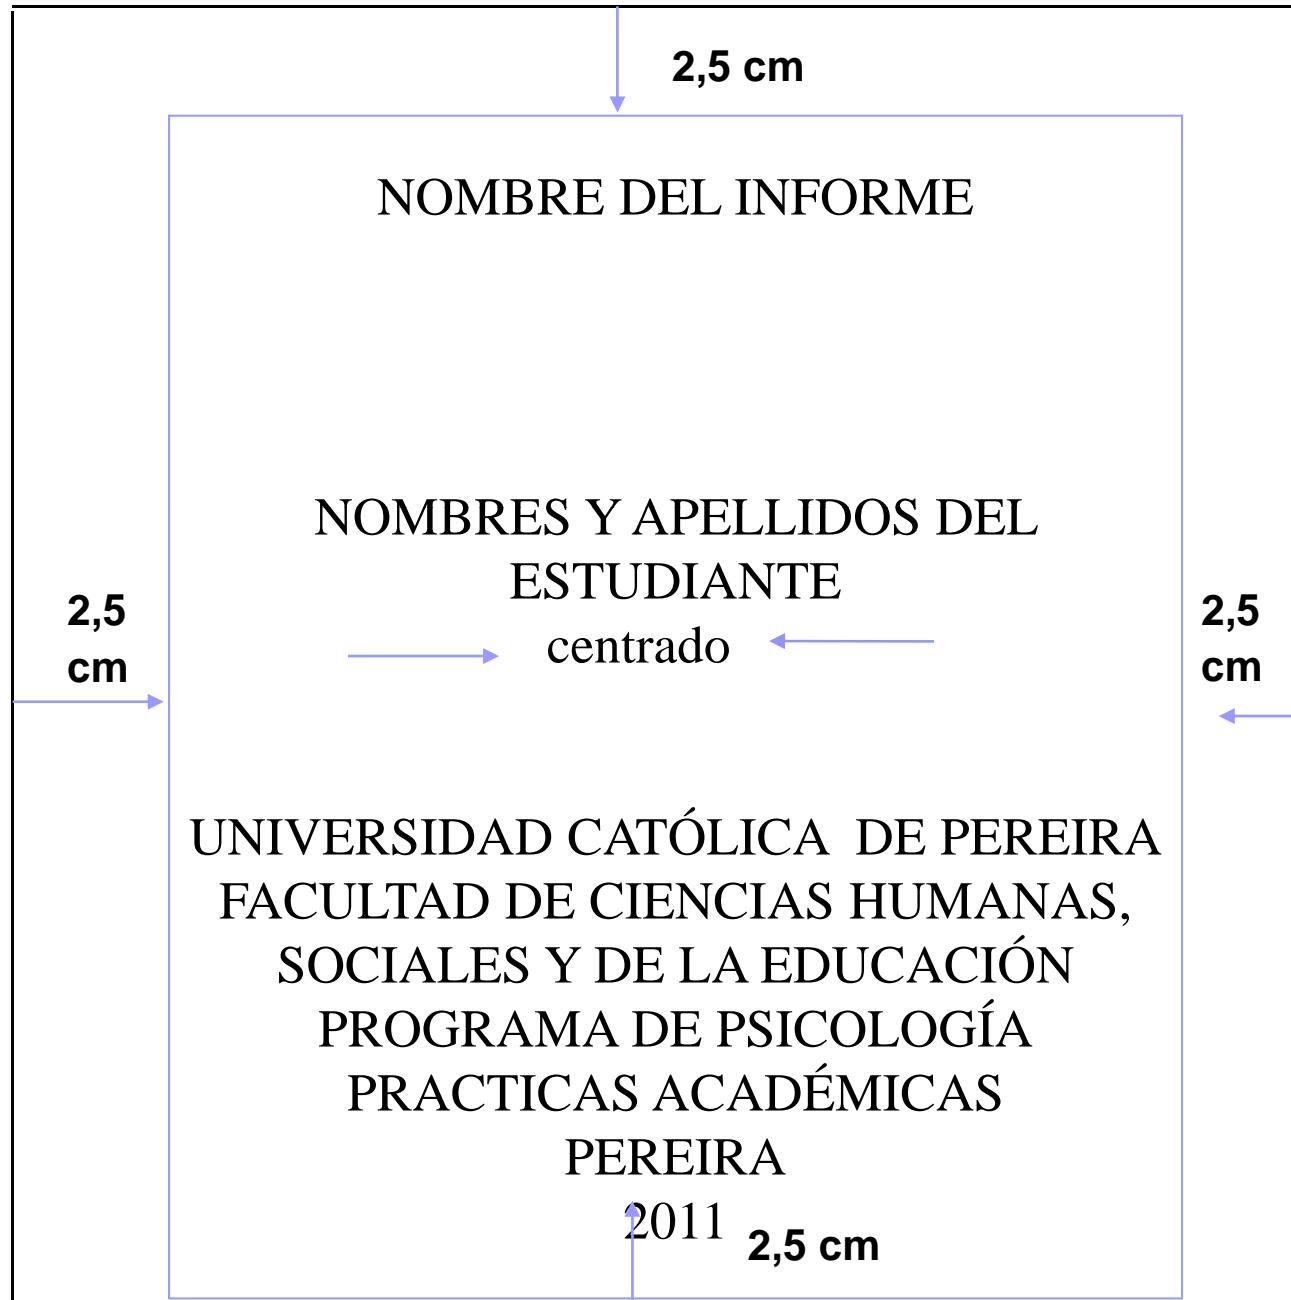 2,5 cm
NOMBRE DEL INFORME
NOMBRES Y APELLIDOS DEL
ESTUDIANTE
centrado
2,5
cm
2,5
cm
UNIVERSIDAD CATÓLICA  DE PEREIRA
FACULTAD DE CIENCIAS HUMANAS,
SOCIALES Y DE LA EDUCACIÓN
PROGRAMA DE PSICOLOGÍA
PRACTICAS ACADÉMICAS
PEREIRA
2011
2,5 cm